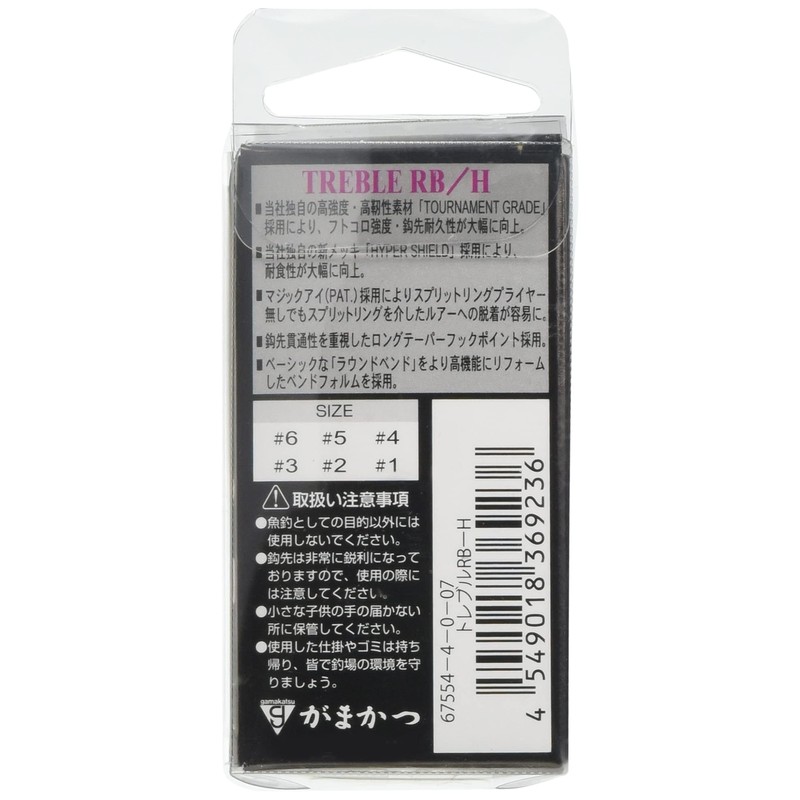 TREBLE RB/H
■当社独自の高強度・高靭性素材「TOURNAMENT GRADE」
採用により、フトコロ強度・鈎先耐久性が大幅に向上。
■当社独自の新メッキ「HYPER SHIELD」採用により、
耐食性が大幅に向上。
■マジックアイ(PAT.)採用によりスプリットリングプライヤー
無しでもスプリットリングを介したルアーへの脱着が容易に。
■鈎先貫通性を重視したロングテーパーフックポイント採用。
■ベーシックな「ラウンドベンド」をより高機能にリフォーム
したベンドフォルムを採用。
SIZE
#6 #5 #4
#3 #2 #1
取扱い注意事項
●魚釣としての目的以外には
使用しないでください。
●鈎先は非常に鋭利になって
おりますので、使用の際に
は注意してください。
●小さな子供の手の届かない
所に保管してください。
●使用した仕掛やゴミは持ち
帰り、皆で釣場の環境を守
りましょう。
gamakatsu
がまかつ
67554-4-0-07
トレブルRB-H
4 549018 369236